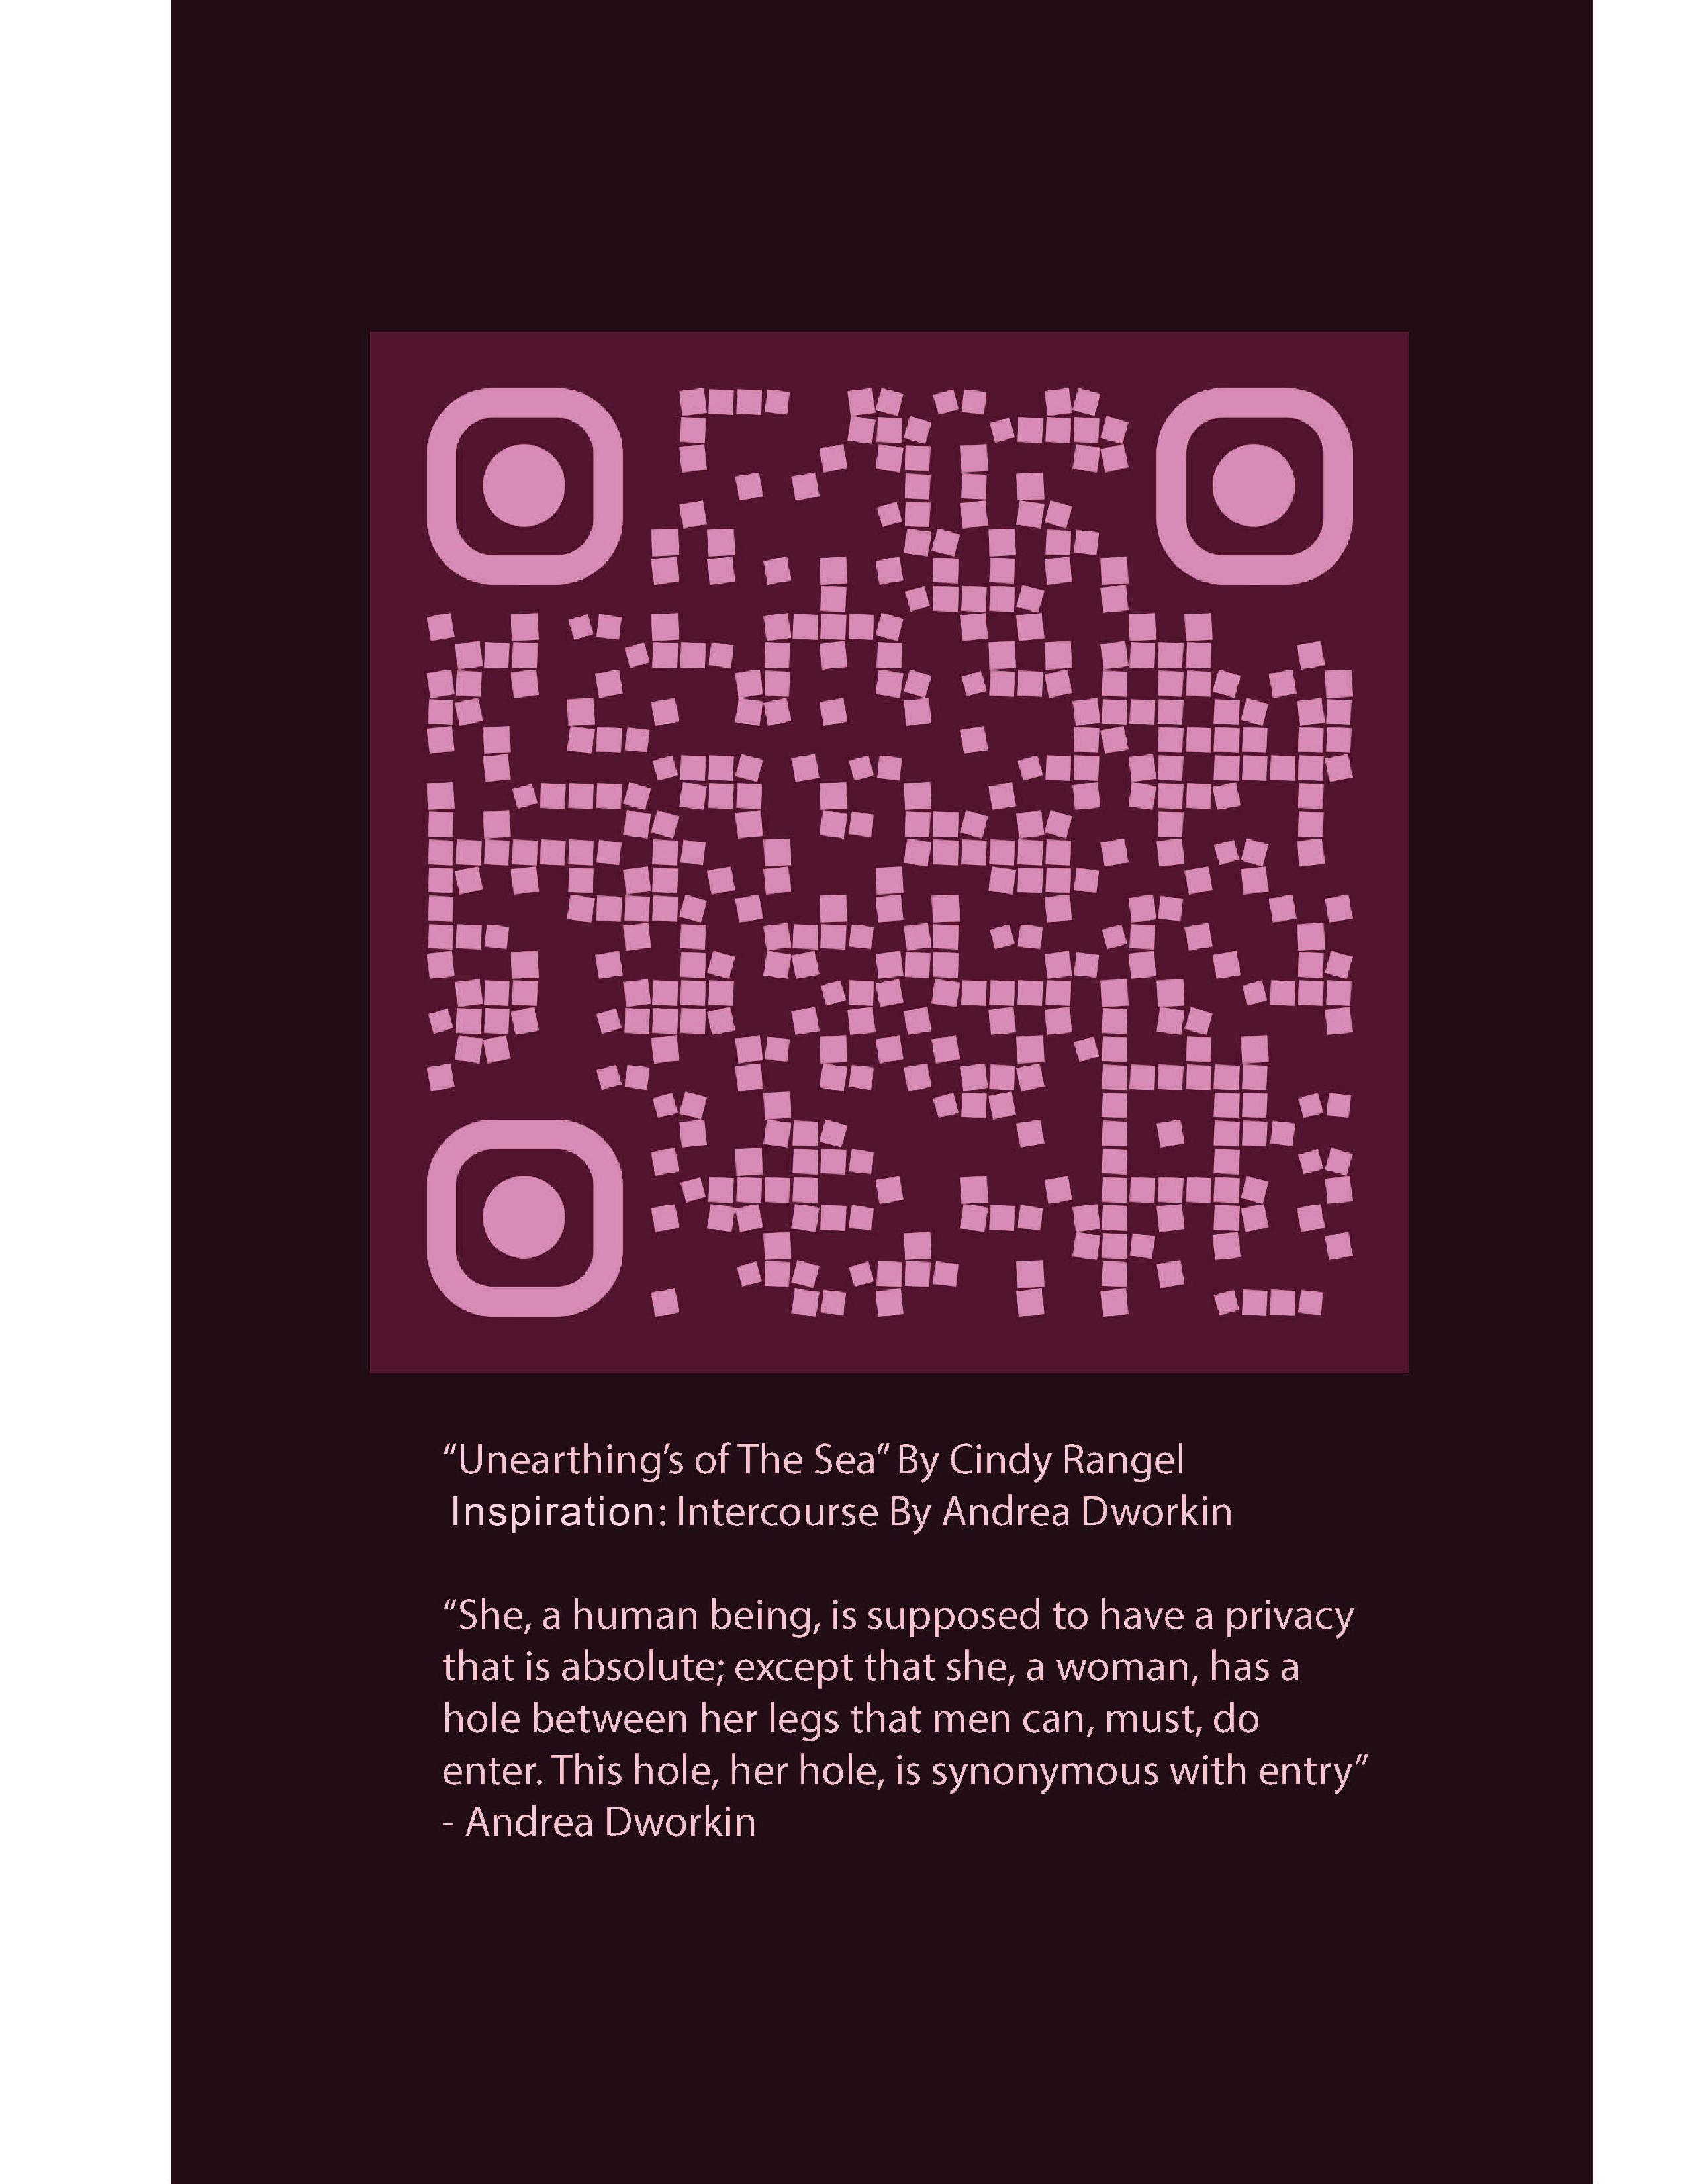 “Unearthing’s of The Sea” By Cindy Rangel
Inspiration: Intercourse By Andrea Dworkin
“She, a human being, is supposed to have a privacy
that is absolute; except that she, a woman, has a
hole between her legs that men can, must, do
enter. This hole, her hole, is synonymous with entry”
- Andrea Dworkin